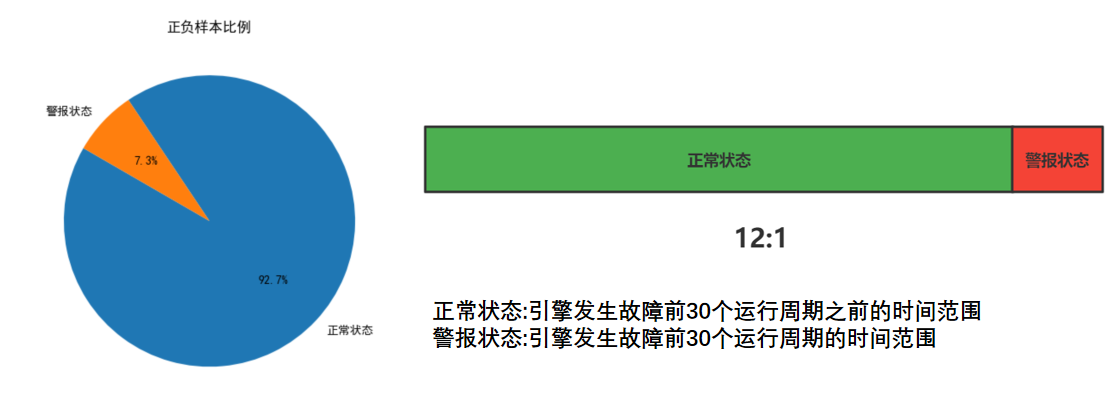 正负样本比例
警报状态
7.3%
92.7%
正常状态
正常状态
警报状态
12:1
正常状态:引擎发生故障前30个运行周期之前的时间范围
警报状态:引擎发生故障前30个运行周期的时间范围